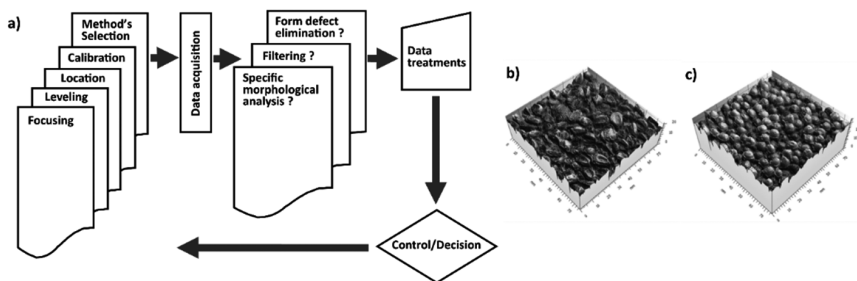 a)
Method's
Selection
Calibration
Location
Leveling
Focusing
Data acquisition
Form defect
elimination ?
Filtering ?
Specific
morphological
analysis ?
Data
treatments
Control/Decision
b)
c)